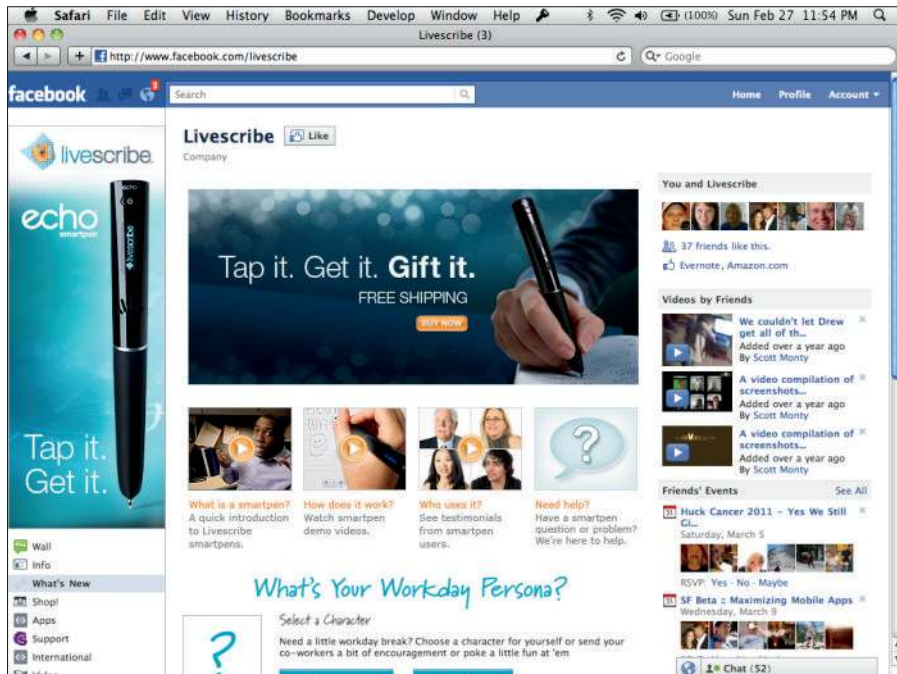 Safari File Edit View History Bookmarks Develop Window Help (100%) Sun Feb 27 11:54 PM
Livescribe (3)
http://www.facebook.com/livescribe
Google
facebook
Search
Home Profile Account
livescribe
echo
smartpen
echo
livescribe
Tap it.
Get it.
Wall
Info
What's New
Shop!
Apps
Support
International
Video
Livescribe
Like
Company
Tap it. Get it. Gift it.
FREE SHIPPING
BUY NOW
What is a smartpen?
A quick introduction
to Livescribe
smartpens.
How does it work?
Watch smartpen
demo videos.
Who uses it?
See testimonials
from smartpen
users.
?
Need help?
Have a smartpen
question or problem?
We're here to help.
What's Your Workday Persona?
?
Select a Character
Need a little workday break? Choose a character for yourself or send your
co-workers a bit of encouragement or poke a little fun at 'em
You and Livescribe
37 friends like this.
Evernote, Amazon.com
Videos by Friends
We couldn't let Drew
get all of th...
Added over a year ago
By Scott Monty
A video compilation of
screenshots...
Added over a year ago
By Scott Monty
A video compilation of
screenshots...
Added over a year ago
By Scott Monty
Friends' Events See All
31 Huck Cancer 2011 – Yes We Still
Ci...
Saturday, March 5
RSVP: Yes · No · Maybe
31 SF Beta :: Maximizing Mobile Apps
Wednesday, March 9
Chat (52)